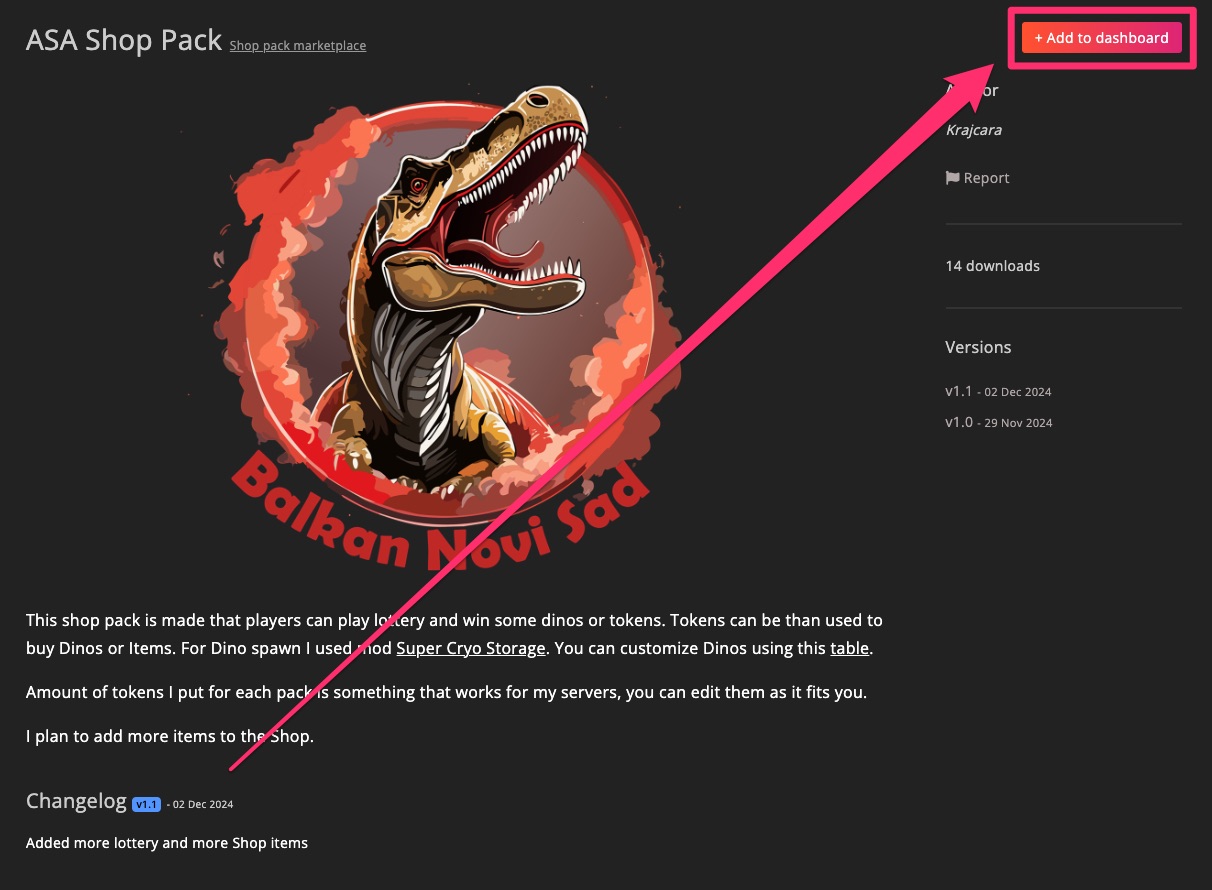 ASA Shop Pack Shop pack marketplace
+ Add to dashboard
Balkan Novi Sad
This shop pack is made that players can play lottery and win some dinos or tokens. Tokens can be than used to
buy Dinos or Items. For Dino spawn I used mod Super Cryo Storage. You can customize Dinos using this table.
Amount of tokens I put for each pack is something that works for my servers, you can edit them as it fits you.
I plan to add more items to the Shop.
Changelog v1.1 - 02 Dec 2024
Added more lottery and more Shop items
Author
Krajcara
Report
14 downloads
Versions
v1.1 - 02 Dec 2024
v1.0 - 29 Nov 2024